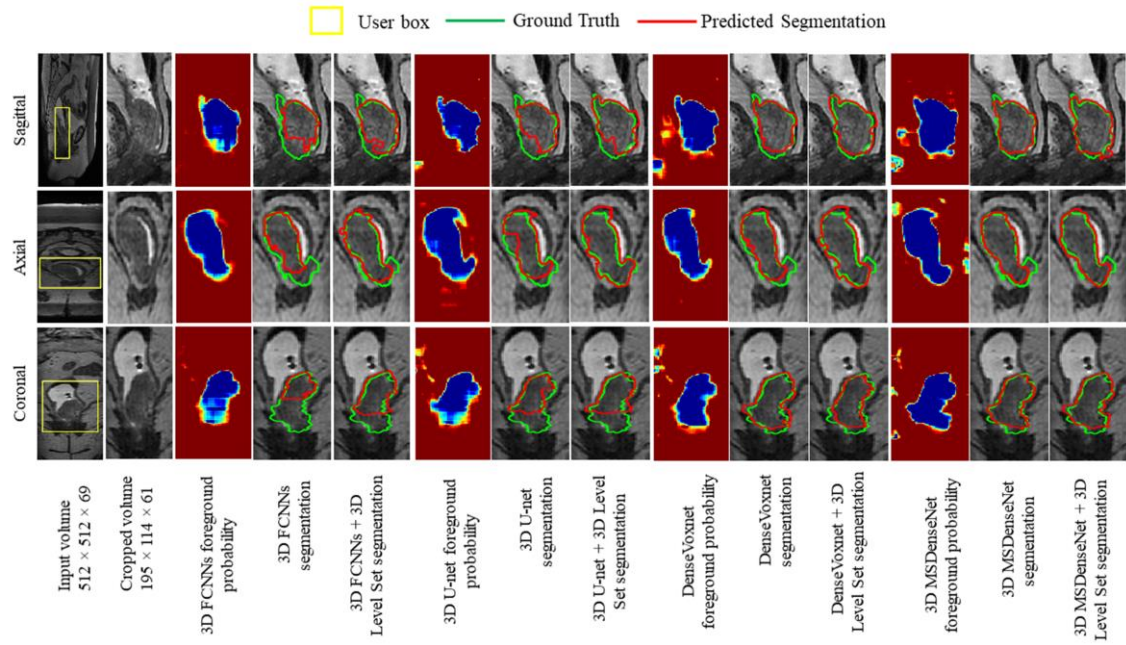 User box
Ground Truth
Predicted Segmentation
Sagittal
Axial
Coronal
Input volume
512 × 512 × 69
Cropped volume
195 × 114 × 61
3D FCNNs foreground
probability
3D FCNNs
segmentation
3D FCNNs + 3D
Level Set segmentation
3D U-net foreground
probability
3D U-net
segmentation
3D U-net + 3D Level
Set segmentation
DenseVoxnet
foreground probability
DenseVoxnet
segmentation
DenseVoxnet + 3D
Level Set segmentation
3D MSDenseNet
foreground probability
3D MSDenseNet
segmentation
3D MSDenseNet + 3D
Level Set segmentation